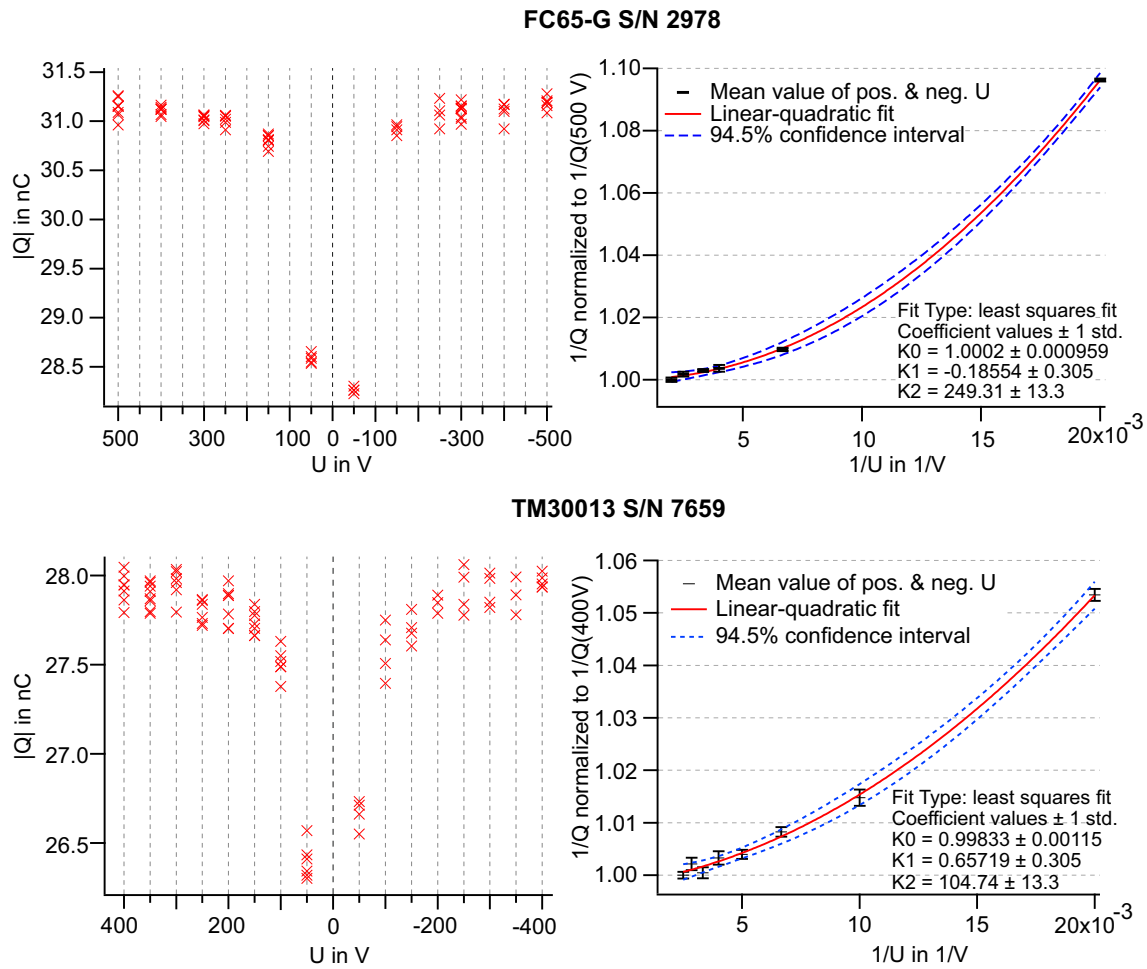 FC65-G S/N 2978
|Q| in nC
31.5
31.0
30.5
30.0
29.5
29.0
28.5
500 300 100 0 -100 -300 -500
U in V
1/Q normalized to 1/Q(500 V)
1.10
1.08
1.06
1.04
1.02
1.00
Mean value of pos. & neg. U
Linear-quadratic fit
94.5% confidence interval
Fit Type: least squares fit
Coefficient values ± 1 std.
K0 = 1.0002 ± 0.000959
K1 = -0.18554 ± 0.305
K2 = 249.31 ± 13.3
5 10 15 20x10⁻³
1/U in 1/V
TM30013 S/N 7659
|Q| in nC
28.0
27.5
27.0
26.5
400 200 0 -200 -400
U in V
1/Q normalized to 1/Q(400V)
1.06
1.05
1.04
1.03
1.02
1.01
1.00
Mean value of pos. & neg. U
Linear-quadratic fit
94.5% confidence interval
Fit Type: least squares fit
Coefficient values ± 1 std.
K0 = 0.99833 ± 0.00115
K1 = 0.65719 ± 0.305
K2 = 104.74 ± 13.3
5 10 15 20x10⁻³
1/U in 1/V